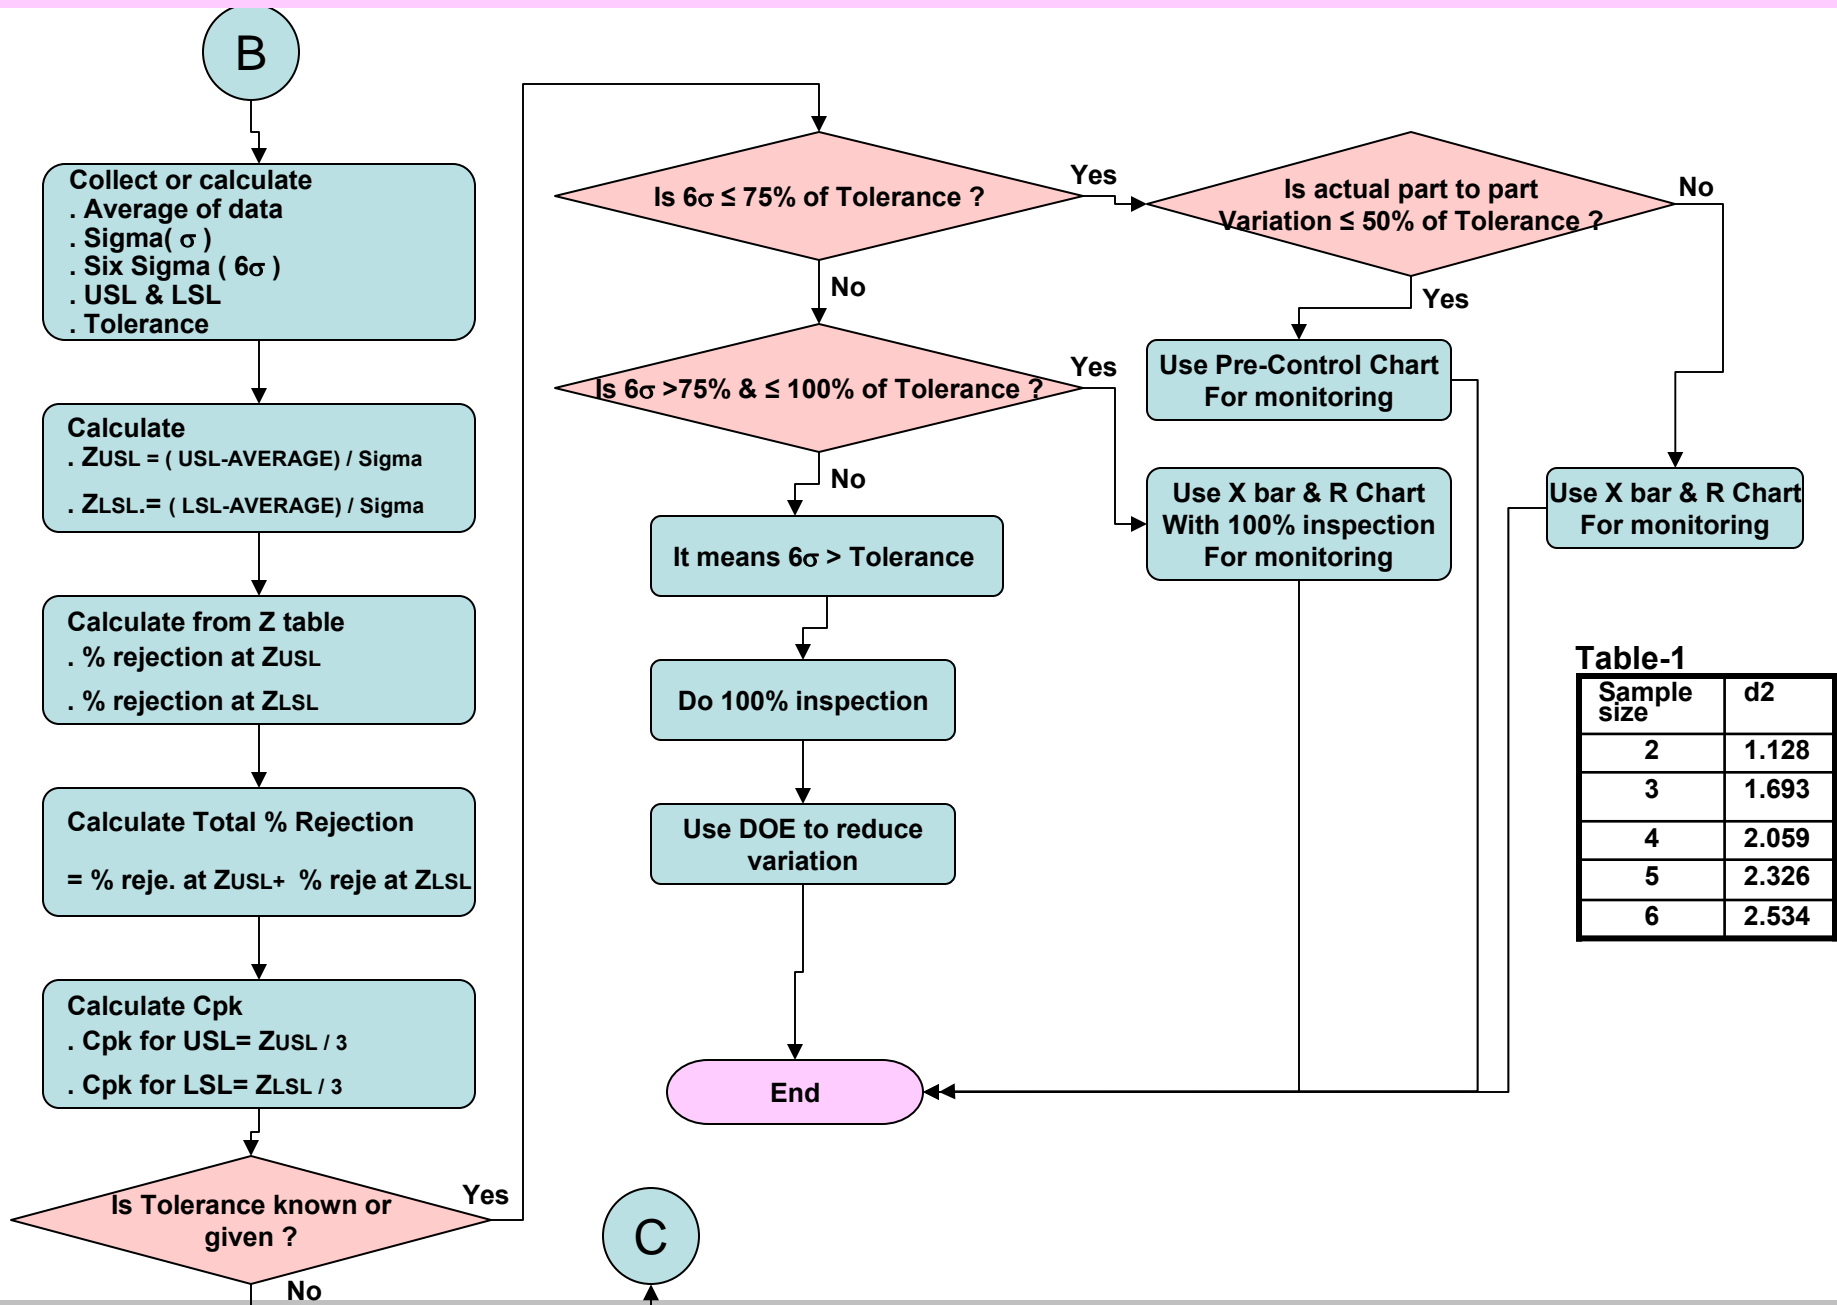 B
Collect or calculate
. Average of data
. Sigma( σ )
. Six Sigma ( 6σ )
. USL & LSL
. Tolerance
Calculate
. ZUSL = ( USL-AVERAGE) / Sigma
. ZLSL.= ( LSL-AVERAGE) / Sigma
Calculate from Z table
. % rejection at ZUSL
. % rejection at ZLSL
Calculate Total % Rejection
= % reje. at ZUSL+ % reje at ZLSL
Calculate Cpk
. Cpk for USL= ZUSL / 3
. Cpk for LSL= ZLSL / 3
Is Tolerance known or
given ?
Yes
No
Is 6σ ≤ 75% of Tolerance ?
Yes
No
Is 6σ >75% & ≤ 100% of Tolerance ?
Yes
No
It means 6σ > Tolerance
Do 100% inspection
Use DOE to reduce
variation
End
C
Is actual part to part
Variation ≤ 50% of Tolerance ?
No
Yes
Use Pre-Control Chart
For monitoring
Use X bar & R Chart
With 100% inspection
For monitoring
Use X bar & R Chart
For monitoring
Table-1
Sample size d2
2 1.128
3 1.693
4 2.059
5 2.326
6 2.534